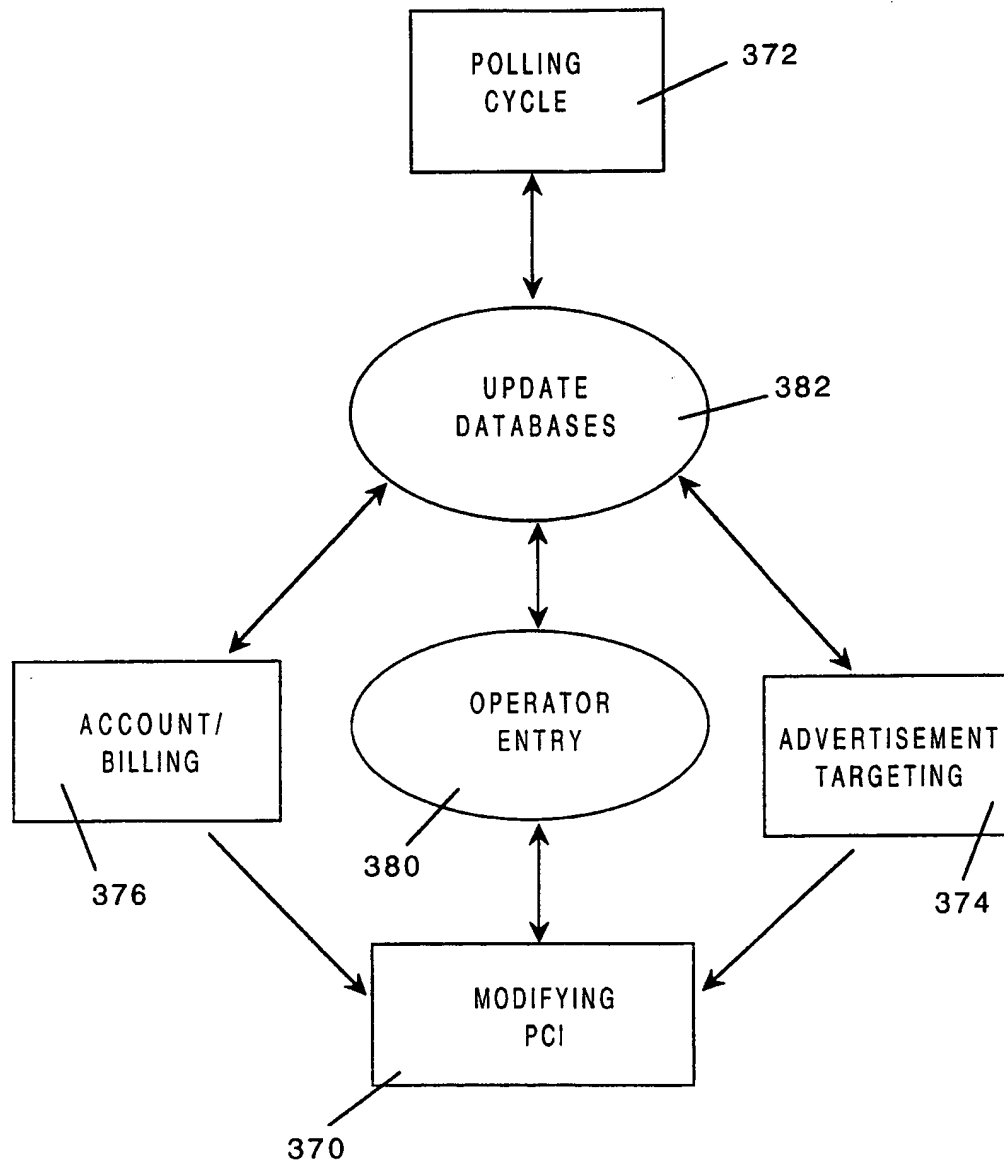 POLLING
CYCLE
372
UPDATE
DATABASES
382
ACCOUNT/
BILLING
OPERATOR
ENTRY
ADVERTISEMENT
TARGETING
376
380
374
MODIFYING
PCI
370